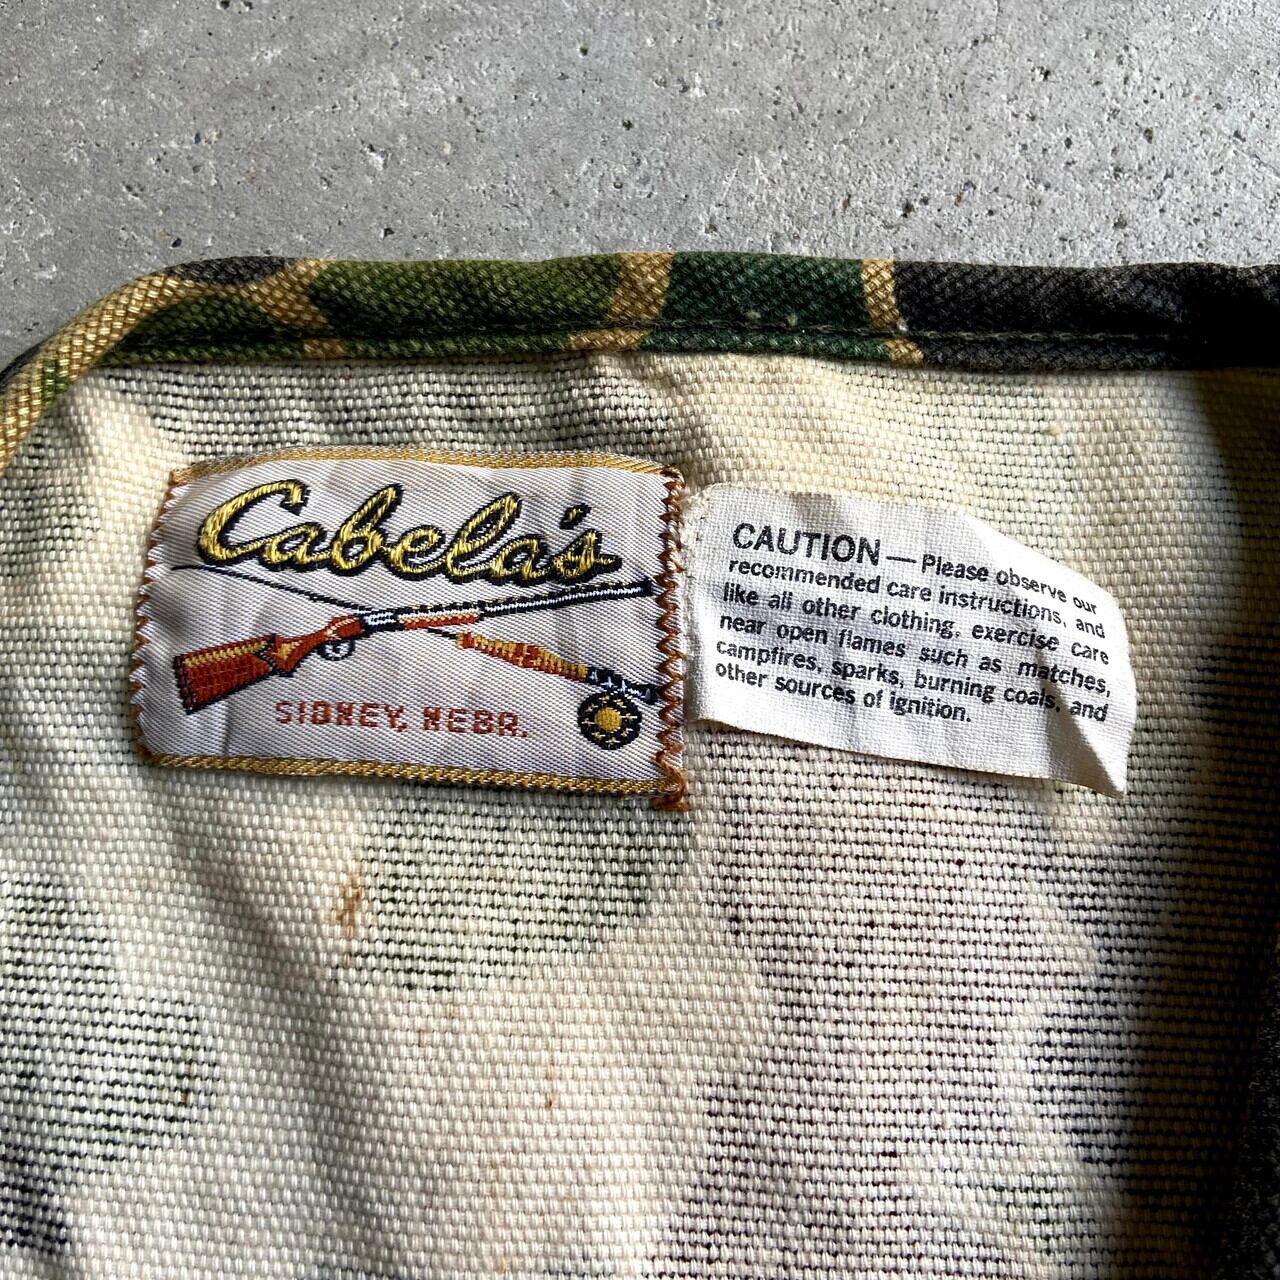 Cabela's
SIDNEY, NEBR.
CAUTION — Please observe our
recommended care instructions, and
like all other clothing, exercise care
near open flames such as matches,
campfires, sparks, burning coals, and
other sources of ignition.